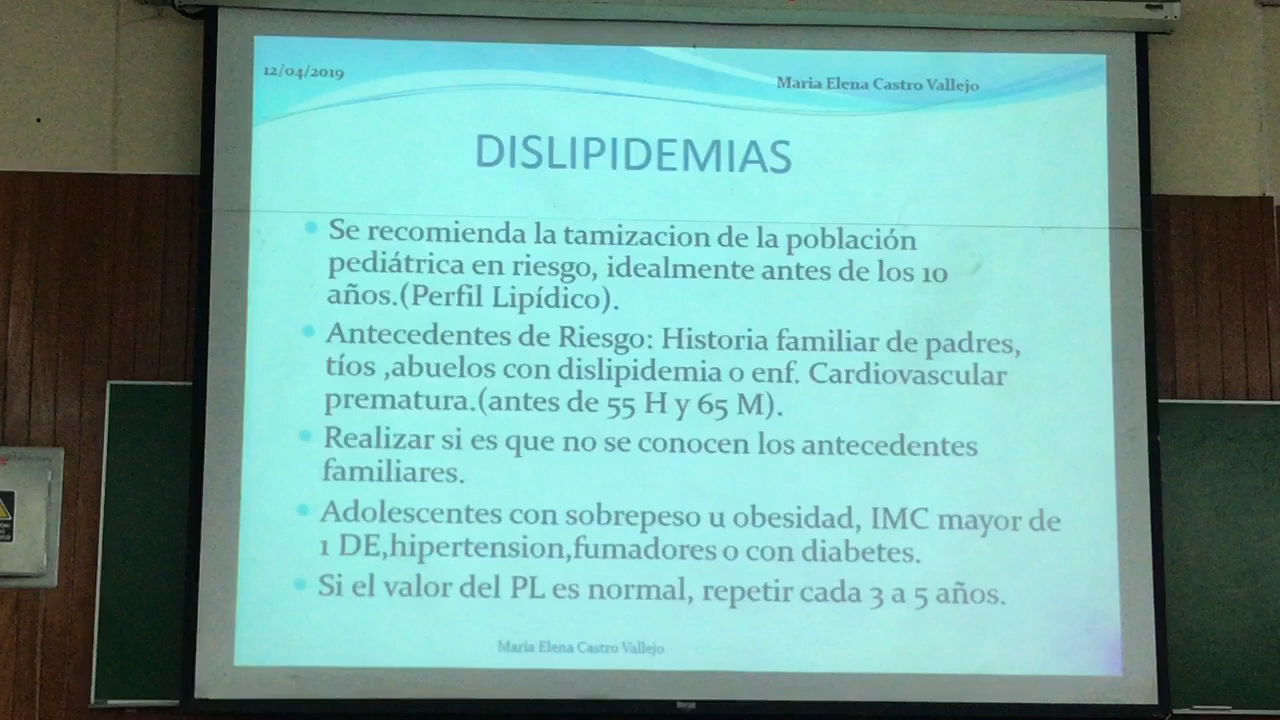 12/04/2019
Maria Elena Castro Vallejo
DISLIPIDEMIAS
Se recomienda la tamizacion de la población
pediátrica en riesgo, idealmente antes de los 10
años.(Perfil Lipídico).
Antecedentes de Riesgo: Historia familiar de padres,
tíos ,abuelos con dislipidemia o enf. Cardiovascular
prematura.(antes de 55 H y 65 M).
Realizar si es que no se conocen los antecedentes
familiares.
Adolescentes con sobrepeso u obesidad, IMC mayor de
1 DE,hipertension,fumadores o con diabetes.
Si el valor del PL es normal, repetir cada 3 a 5 años.
Maria Elena Castro Vallejo